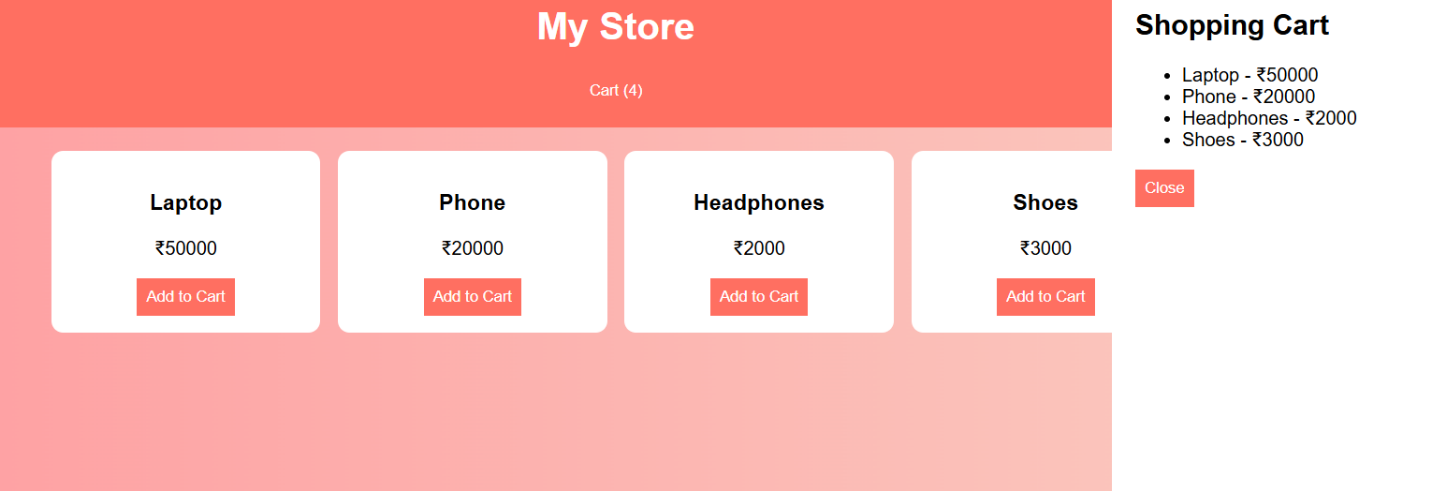 My Store
Cart (4)
Laptop
₹50000
Add to Cart
Phone
₹20000
Add to Cart
Headphones
₹2000
Add to Cart
Shoes
₹3000
Add to Cart
Shopping Cart
Laptop - ₹50000
Phone - ₹20000
Headphones - ₹2000
Shoes - ₹3000
Close